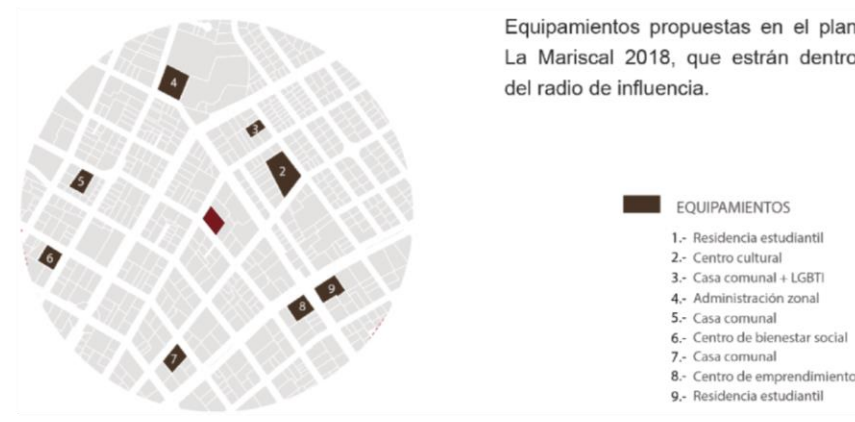 Equipamientos propuestas en el plan
La Mariscal 2018, que estrán dentro
del radio de influencia.
4
3
2
5
6
9
8
7
EQUIPAMIENTOS
1.- Residencia estudiantil
2.- Centro cultural
3.- Casa comunal + LGBTI
4.- Administración zonal
5.- Casa comunal
6.- Centro de bienestar social
7.- Casa comunal
8.- Centro de emprendimiento
9.- Residencia estudiantil